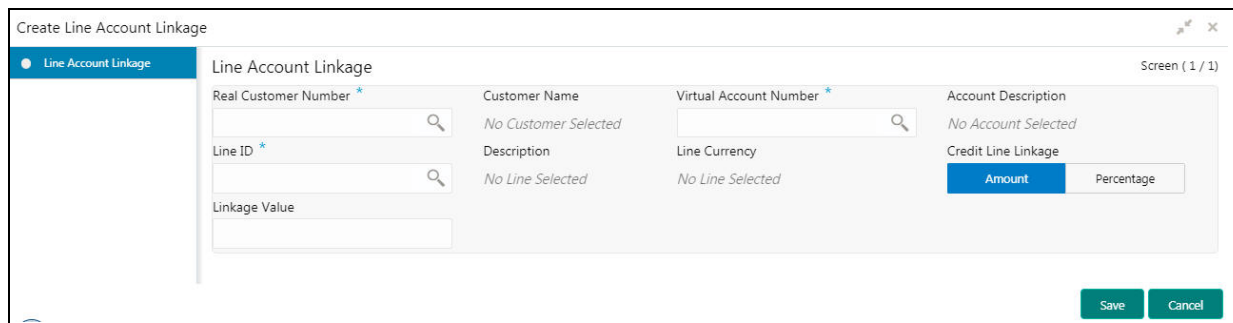 Create Line Account Linkage
Line Account Linkage
Line Account Linkage
Screen ( 1 / 1)
Real Customer Number *
Customer Name
Virtual Account Number *
Account Description
No Customer Selected
No Account Selected
Line ID *
Description
Line Currency
Credit Line Linkage
No Line Selected
No Line Selected
Amount
Percentage
Linkage Value
Save
Cancel